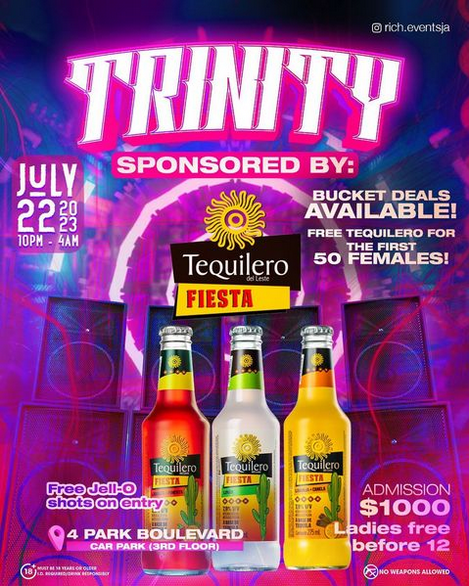 rich.eventsja
TRINITY
SPONSORED BY:
JULY
22 20
23
10PM - 4AM
BUCKET DEALS
AVAILABLE!
FREE TEQUILERO FOR
THE FIRST
50 FEMALES!
Tequilero
del Leste
FIESTA
Tequilero
FIESTA
Tequilero
FIESTA
Tequilero
FIESTA
Free Jell-O
shots on entry
ADMISSION
$1000
Ladies free
before 12
4 PARK BOULEVARD
CAR PARK (3RD FLOOR)
18+
MUST BE 18 YEARS OR OLDER
I.D. REQUIRED/DRINK RESPONSIBLY
NO WEAPONS ALLOWED